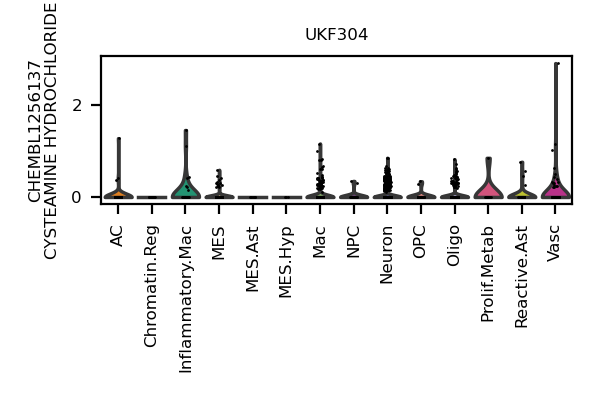 UKF304
CHEMBL1256137
CYSTEAMINE HYDROCHLORIDE
2
0
AC
Chromatin.Reg
Inflammatory.Mac
MES
MES.Ast
MES.Hyp
Mac
NPC
Neuron
OPC
Oligo
Prolif.Metab
Reactive.Ast
Vasc